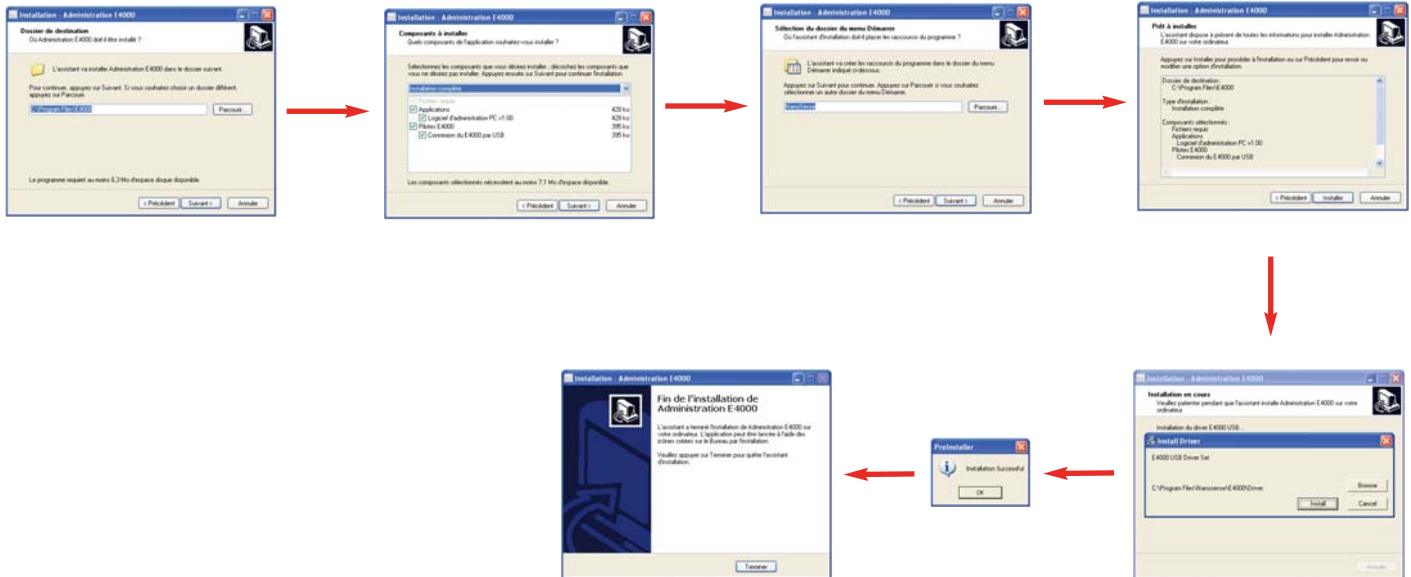 Installation - Administration E4000
Dossier de destination
Où Administration E4000 doit-il être installé ?
L'assistant va installer Administration E4000 dans le dossier suivant.
Pour continuer, appuyez sur Suivant. Si vous souhaitez choisir un dossier différent,
appuyez sur Parcourir.
C:\Program Files\E4000
Parcourir...
Le programme requiert au moins 6,3 Mo d'espace disque disponible.
< Précédent
Suivant >
Annuler
Installation - Administration E4000
Composants à installer
Quels composants de l'application souhaitez-vous installer ?
Sélectionnez les composants que vous désirez installer ; décochez les composants que
vous ne désirez pas installer. Appuyez ensuite sur Suivant pour continuer l'installation.
Installation complète
Fichiers requis
Applications 428 ko
Logiciel d'administration PC v1.00 428 ko
Pilotes E4000 395 ko
Connexion du E4000 par USB 395 ko
Les composants sélectionnés nécessitent au moins 7,1 Mo d'espace disponible.
< Précédent
Suivant >
Annuler
Installation - Administration E4000
Sélection du dossier du menu Démarrer
Où l'assistant d'installation doit-il placer les raccourcis du programme ?
L'assistant va créer les raccourcis du programme dans le dossier du menu
Démarrer indiqué ci-dessous.
Appuyez sur Suivant pour continuer. Appuyez sur Parcourir si vous souhaitez
sélectionner un autre dossier du menu Démarrer.
NanoSense
Parcourir...
< Précédent
Suivant >
Annuler
Installation - Administration E4000
Prêt à installer
L'assistant dispose à présent de toutes les informations pour installer Administration
E4000 sur votre ordinateur.
Appuyez sur Installer pour procéder à l'installation ou sur Précédent pour revoir ou
modifier une option d'installation.
Dossier de destination :
C:\Program Files\E4000
Type d'installation :
Installation complète
Composants sélectionnés :
Fichiers requis
Applications
Logiciel d'administration PC v1.00
Pilotes E4000
Connexion du E4000 par USB
< Précédent
Installer
Annuler
Installation - Administration E4000
Installation en cours
Veuillez patienter pendant que l'assistant installe Administration E4000 sur votre
ordinateur.
Installation du driver E4000 USB...
Install Driver
E4000 USB Driver Set
C:\Program Files\Nanosense\E4000\Driver
Browse
Install
Cancel
Annuler
PreInstaller
Installation Successful
OK
Installation - Administration E4000
Fin de l'installation de
Administration E4000
L'assistant a terminé l'installation de Administration E4000 sur
votre ordinateur. L'application peut être lancée à l'aide des
icônes créées sur le Bureau par l'installation.
Veuillez appuyer sur Terminer pour quitter l'assistant
d'installation.
Terminer